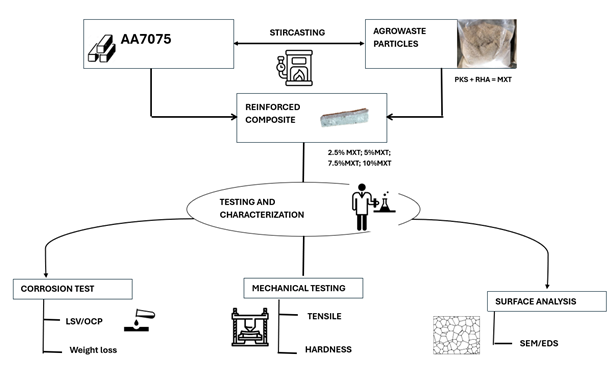 AA7075
STIRCASTING
AGROWASTE
PARTICLES
PKS + RHA = MXT
REINFORCED
COMPOSITE
2.5% MXT; 5%MXT;
7.5%MXT; 10%MXT
TESTING AND
CHARACTERIZATION
CORROSION TEST
LSV/OCP
Weight loss
MECHANICAL TESTING
TENSILE
HARDNESS
SURFACE ANALYSIS
SEM/EDS